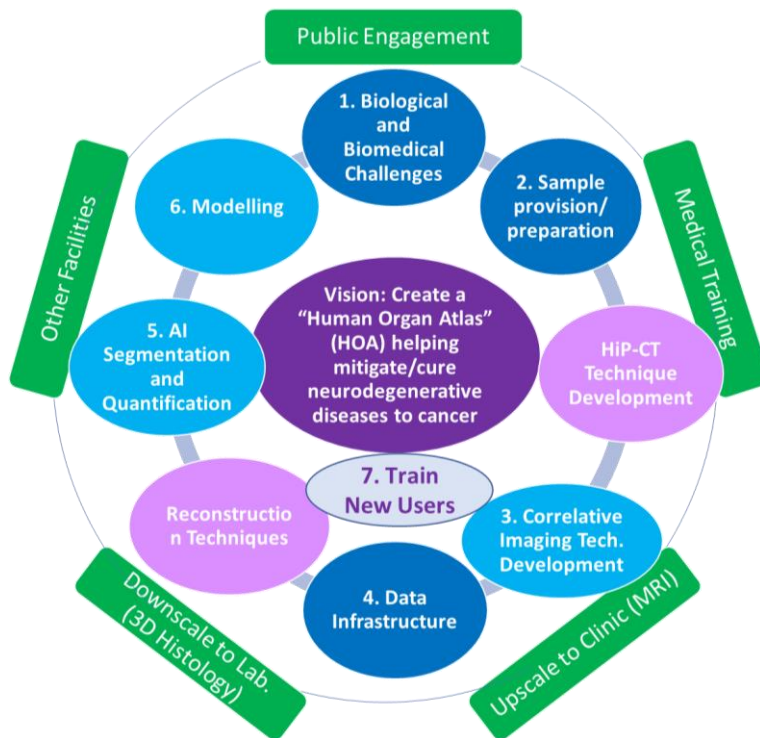 Public Engagement
1. Biological
and
Biomedical
Challenges
2. Sample
provision/
preparation
Medical Training
HiP-CT
Technique
Development
3. Correlative
Imaging Tech.
Development
Upscale to Clinic (MRI)
4. Data
Infrastructure
Downscale to Lab.
(3D Histology)
Reconstructio
n Techniques
5. AI
Segmentation
and
Quantification
Other Facilities
6. Modelling
Vision: Create a
“Human Organ Atlas”
(HOA) helping
mitigate/cure
neurodegenerative
diseases to cancer
7. Train
New Users